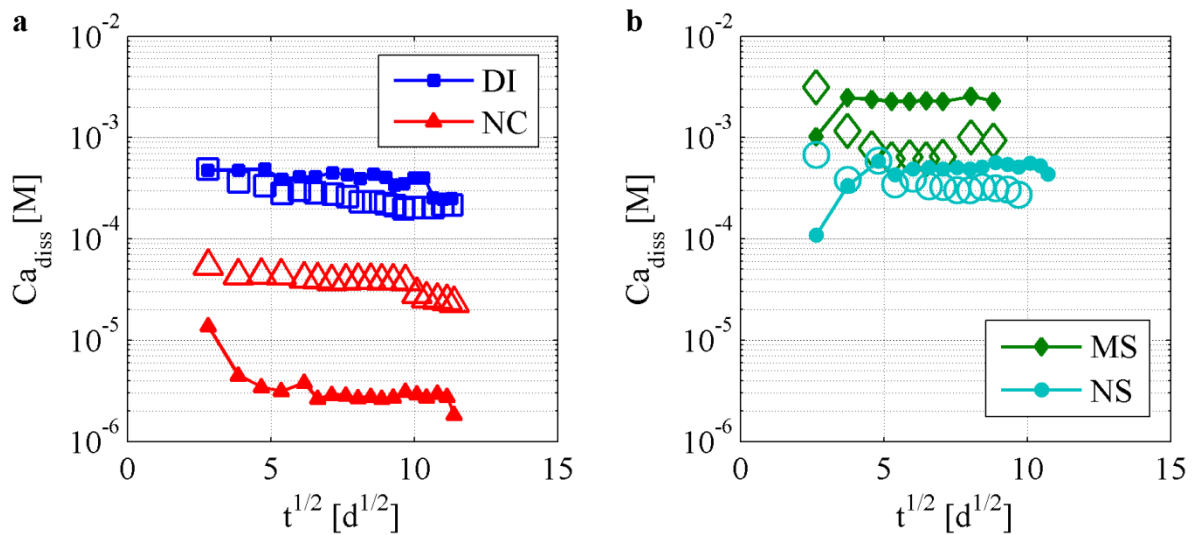 a
10^-2
10^-3
10^-4
10^-5
10^-6
Ca_diss [M]
DI
NC
0 5 10 15
t^1/2 [d^1/2]
b
10^-2
10^-3
10^-4
10^-5
10^-6
Ca_diss [M]
MS
NS
0 5 10 15
t^1/2 [d^1/2]